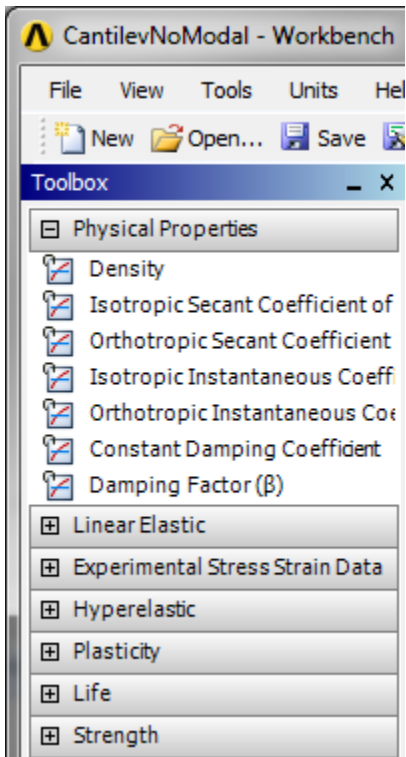 CantilevNoModal - Workbench
File View Tools Units Hel
New Open... Save
Toolbox
Physical Properties
Density
Isotropic Secant Coefficient of
Orthotropic Secant Coefficient
Isotropic Instantaneous Coeffi
Orthotropic Instantaneous Coe
Constant Damping Coefficient
Damping Factor (β)
Linear Elastic
Experimental Stress Strain Data
Hyperelastic
Plasticity
Life
Strength